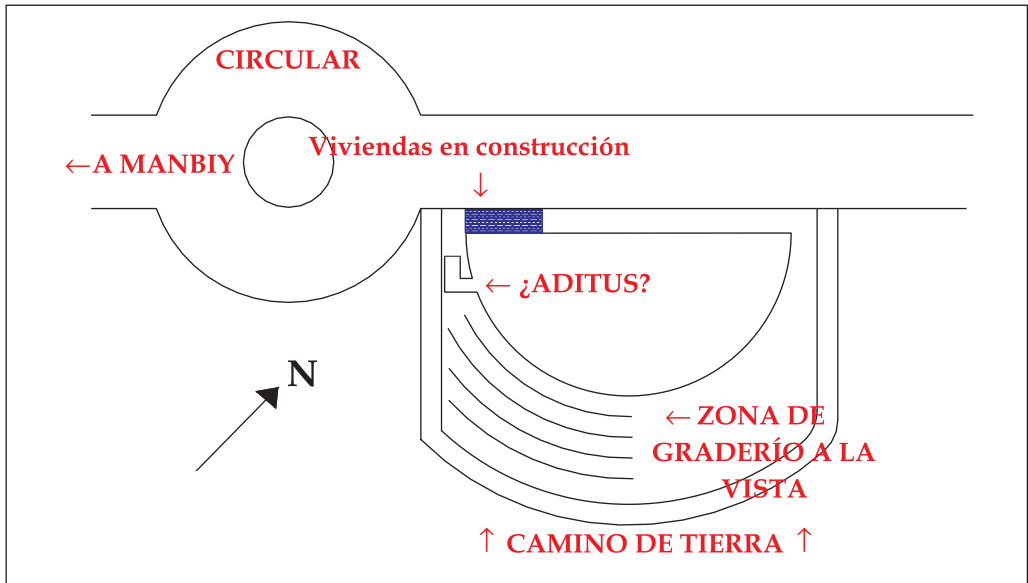 CIRCULAR
Viviendas en construcción
←A MANBIY
↓
← ¿ADITUS?
N
← ZONA DE
GRADERÍO A LA
VISTA
↑ CAMINO DE TIERRA ↑